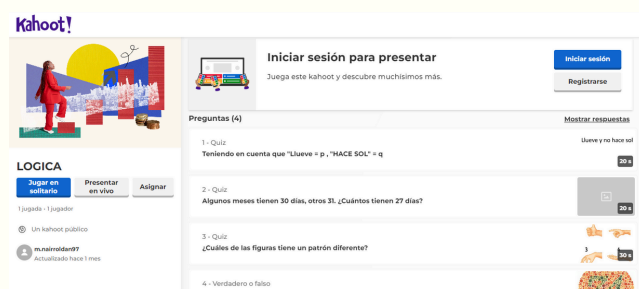 Kahoot!
Iniciar sesión para presentar
Juega este kahoot y descubre muchísimos más.
Iniciar sesión
Registrarse
Preguntas (4)
Mostrar respuestas
1 - Quiz
Teniendo en cuenta que "Llueve = p , "HACE SOL" = q
Llueve y no hace sol
20 s
2 - Quiz
Algunos meses tienen 30 días, otros 31. ¿Cuántos tienen 27 días?
20 s
3 - Quiz
¿Cuáles de las figuras tiene un patrón diferente?
3
30 s
4 - Verdadero o falso
LOGICA
Jugar en
solitario
Presentar
en vivo
Asignar
1 jugada · 1 jugador
Un kahoot público
m.nairroldan97
Actualizado hace 1 mes